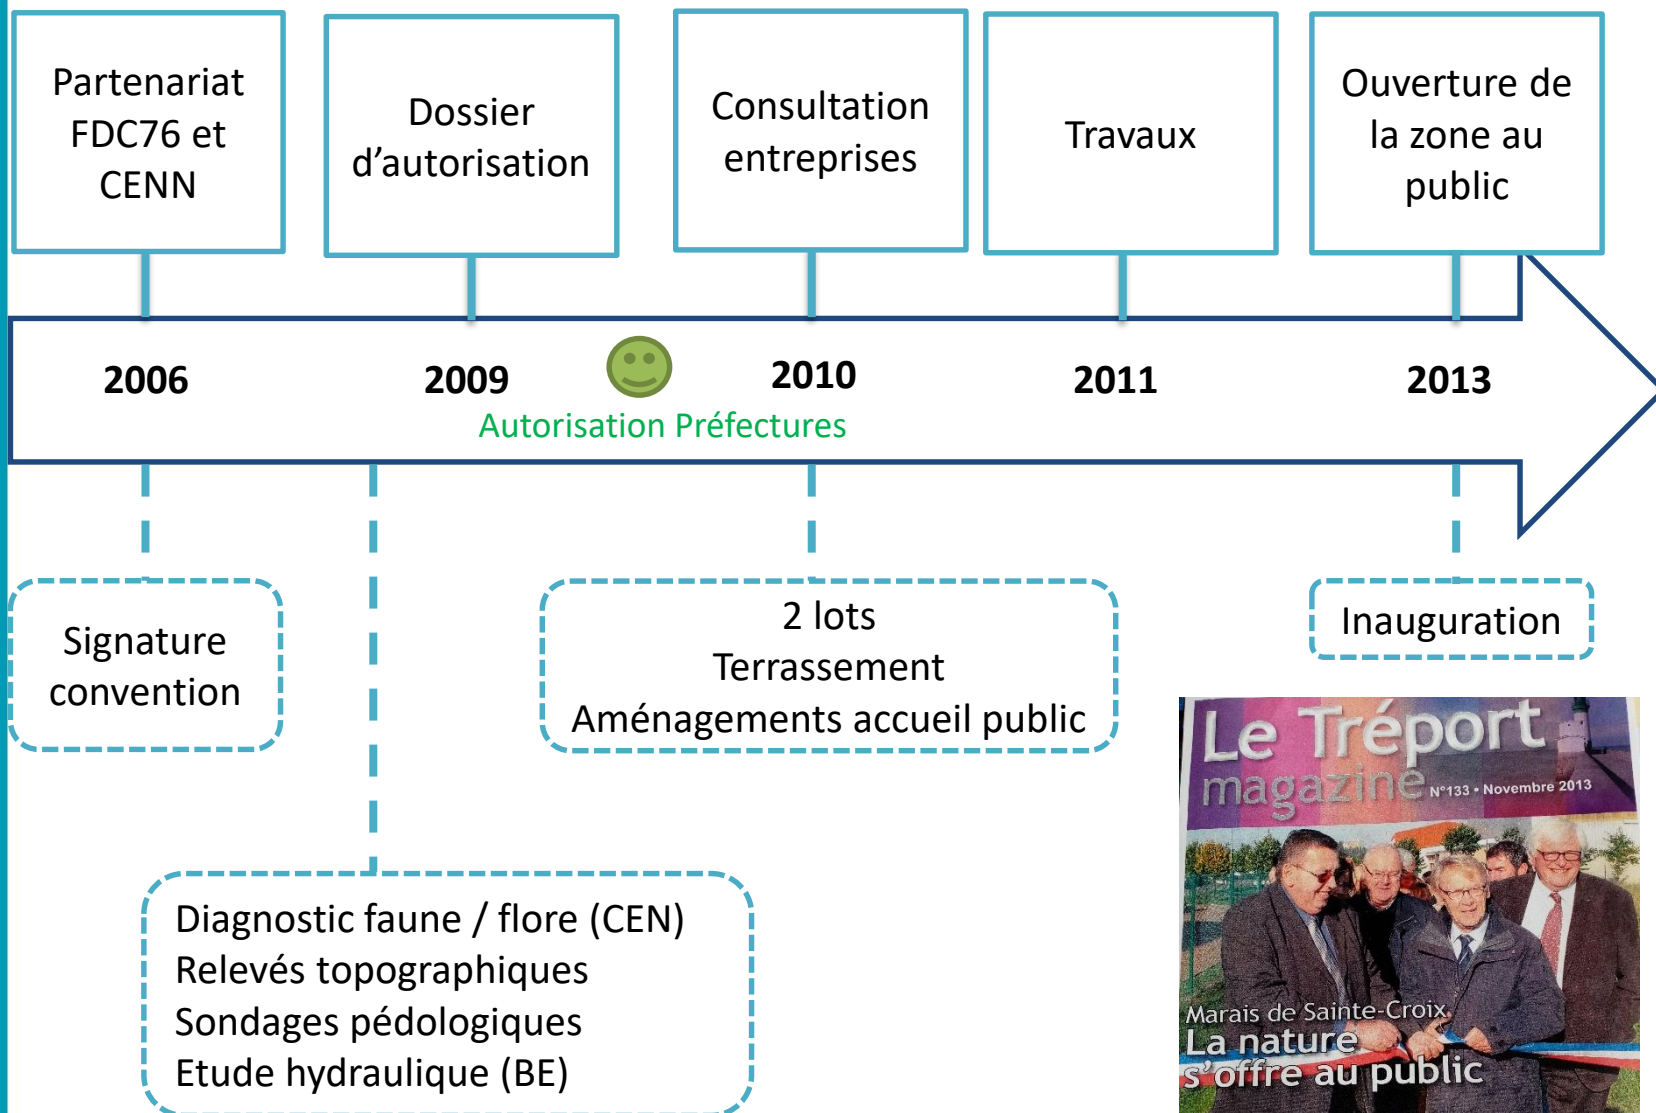 Partenariat
FDC76 et
CENN
Dossier
d’autorisation
Consultation
entreprises
Travaux
Ouverture de
la zone au
public
2006
2009
2010
2011
2013
Autorisation Préfectures
Signature
convention
2 lots
Terrassement
Aménagements accueil public
Inauguration
Diagnostic faune / flore (CEN)
Relevés topographiques
Sondages pédologiques
Etude hydraulique (BE)
Le Tréport
magazine N°133 • Novembre 2013
Marais de Sainte-Croix
La nature
s’offre au public